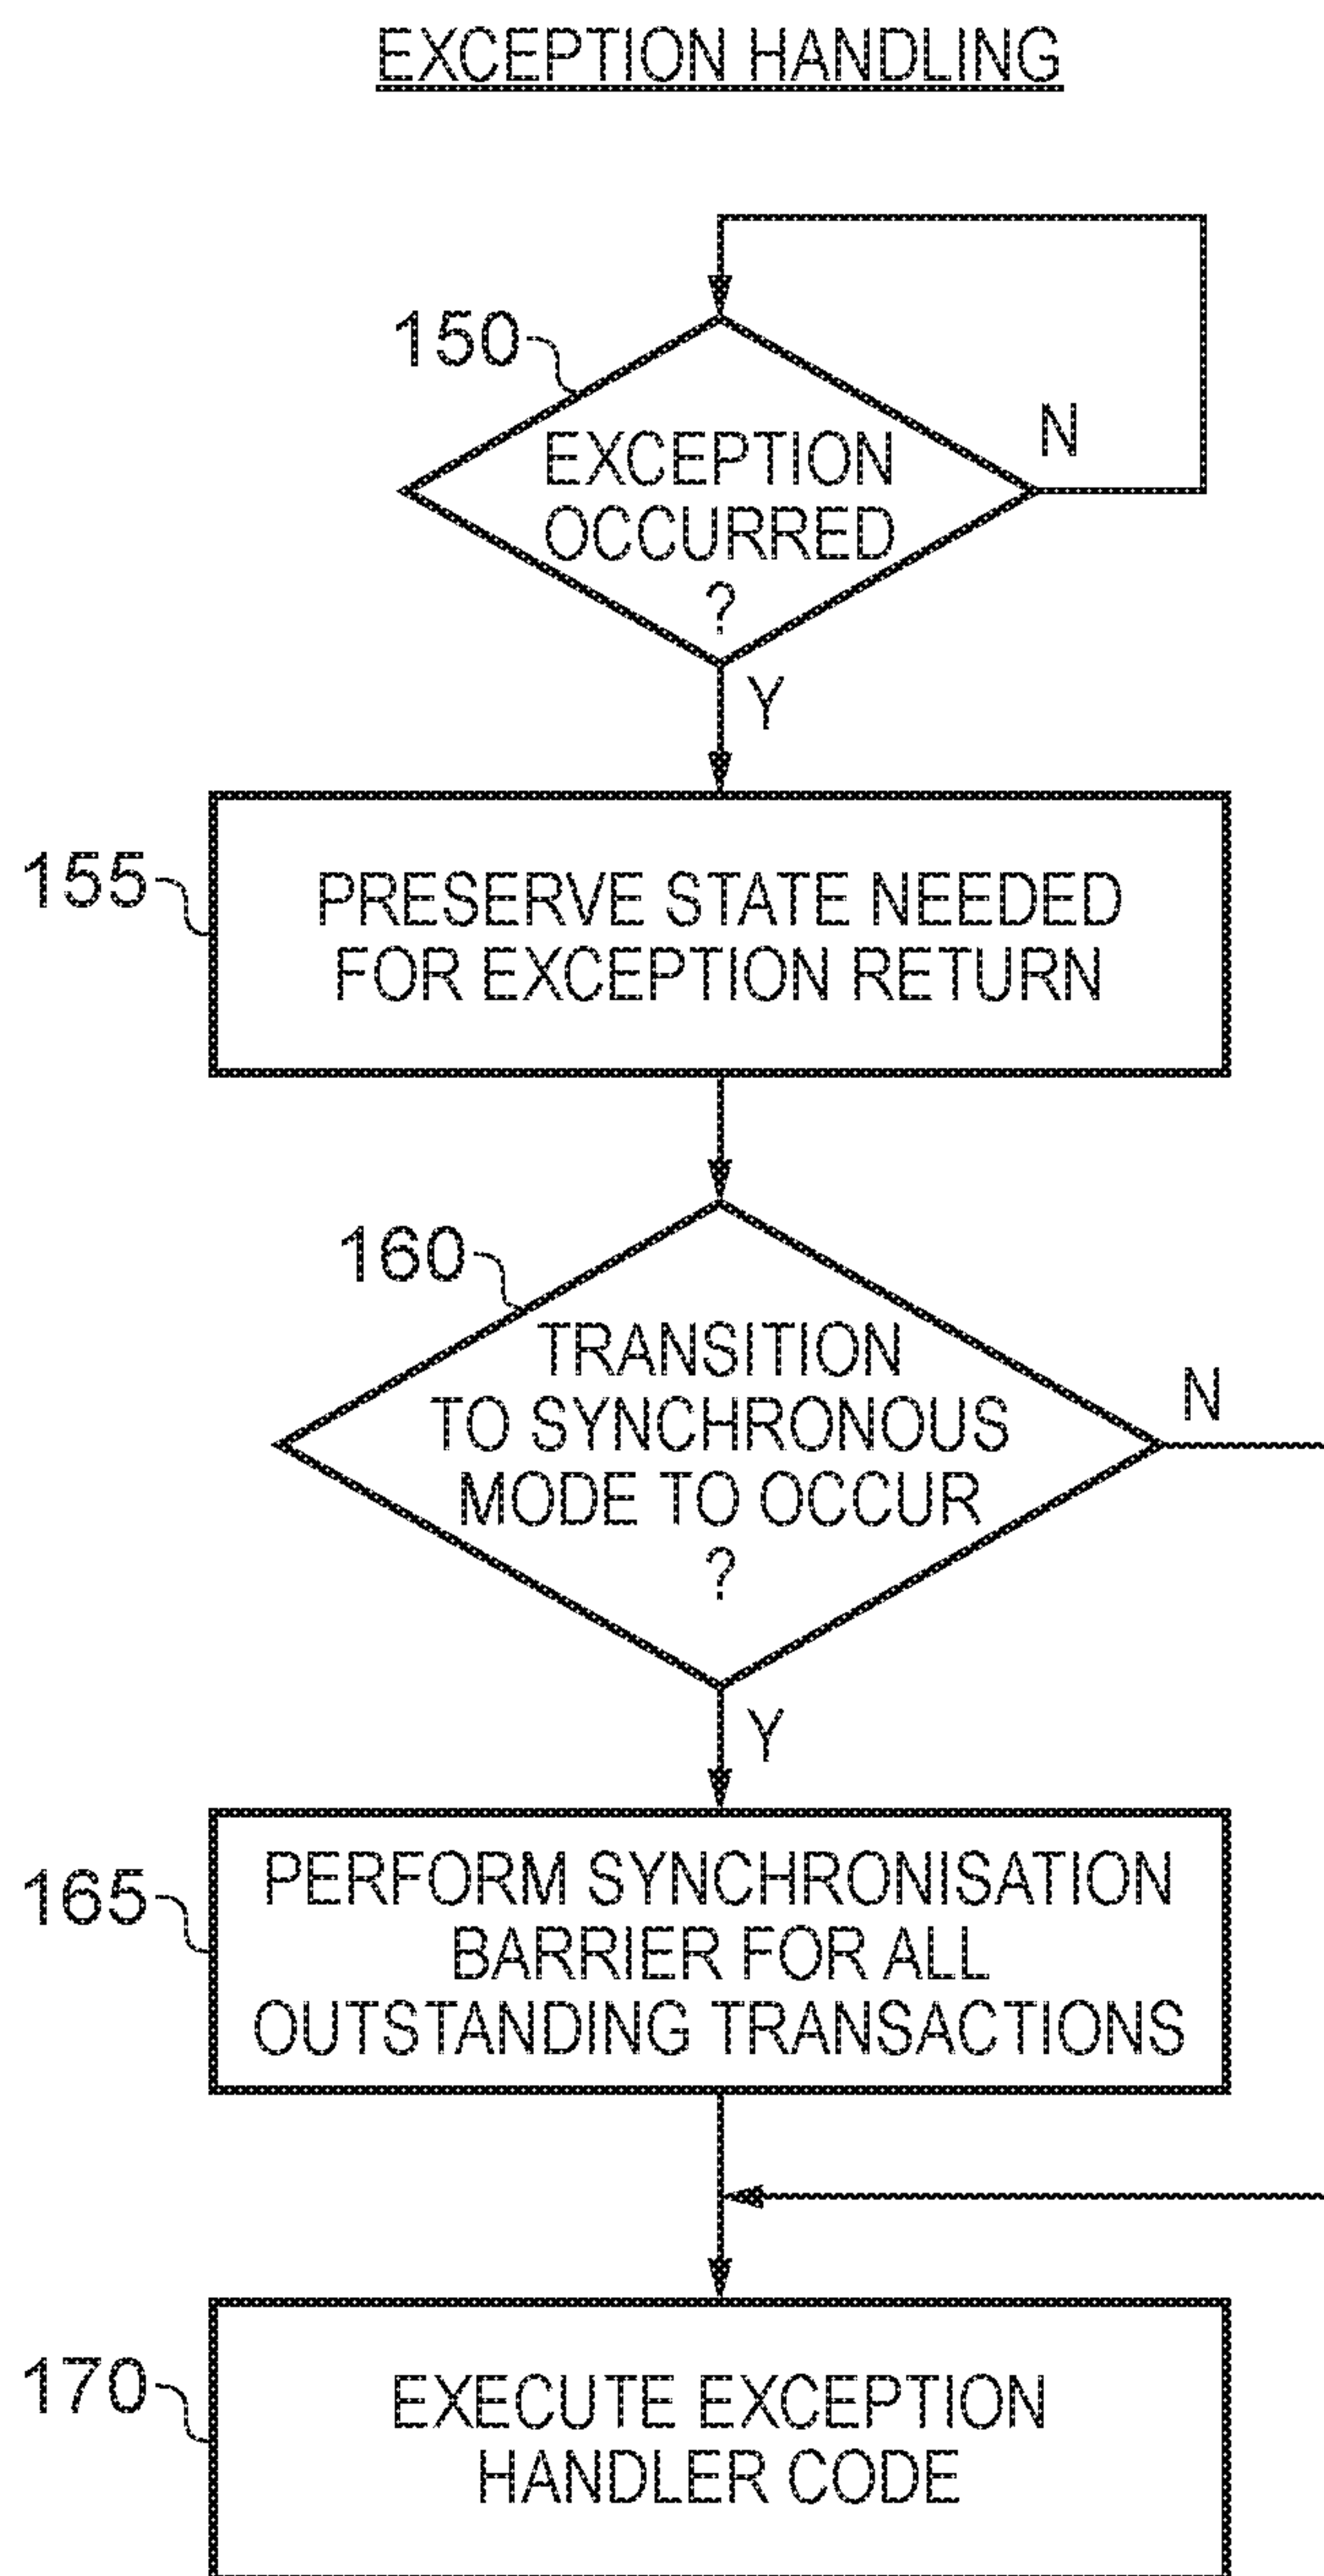 EXCEPTION HANDLING
150
EXCEPTION
OCCURRED
?
N
Y
155
PRESERVE STATE NEEDED
FOR EXCEPTION RETURN
160
TRANSITION
TO SYNCHRONOUS
MODE TO OCCUR
?
N
Y
165
PERFORM SYNCHRONISATION
BARRIER FOR ALL
OUTSTANDING TRANSACTIONS
170
EXECUTE EXCEPTION
HANDLER CODE